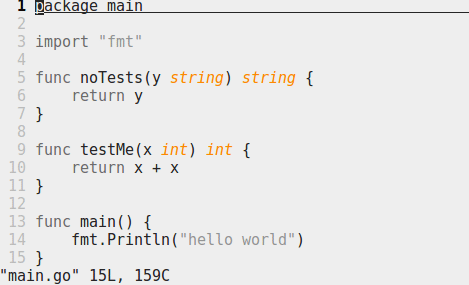 1 package main
2
3 import "fmt"
4
5 func noTests(y string) string {
6     return y
7 }
8
9 func testMe(x int) int {
10     return x + x
11 }
12
13 func main() {
14     fmt.Println("hello world")
15 }
"main.go" 15L, 159C